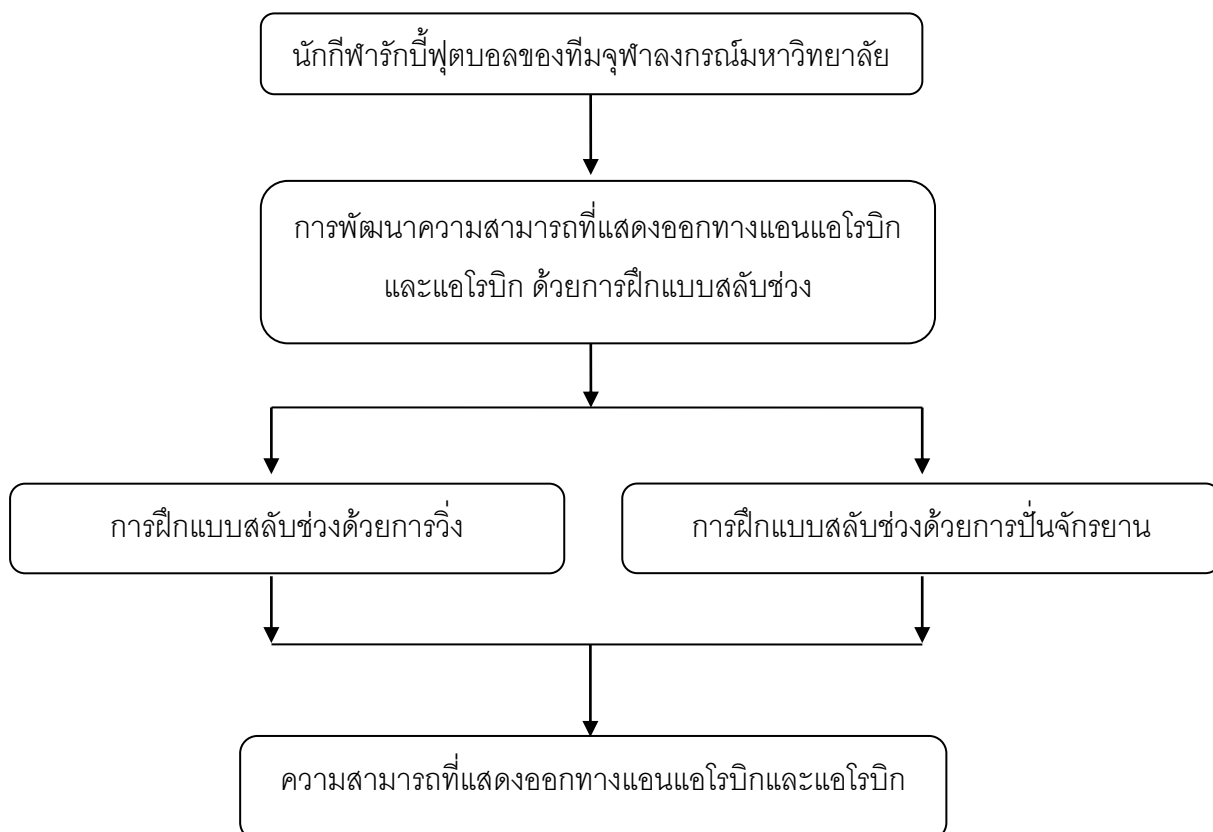 นักกีฬารักบี้ฟุตบอลของทีมจุฬาลงกรณ์มหาวิทยาลัย
การพัฒนาความสามารถที่แสดงออกทางแอนแอโรบิก
และแอโรบิก ด้วยการฝึกแบบสลับช่วง
การฝึกแบบสลับช่วงด้วยการวิ่ง
การฝึกแบบสลับช่วงด้วยการปั่นจักรยาน
ความสามารถที่แสดงออกทางแอนแอโรบิกและแอโรบิก